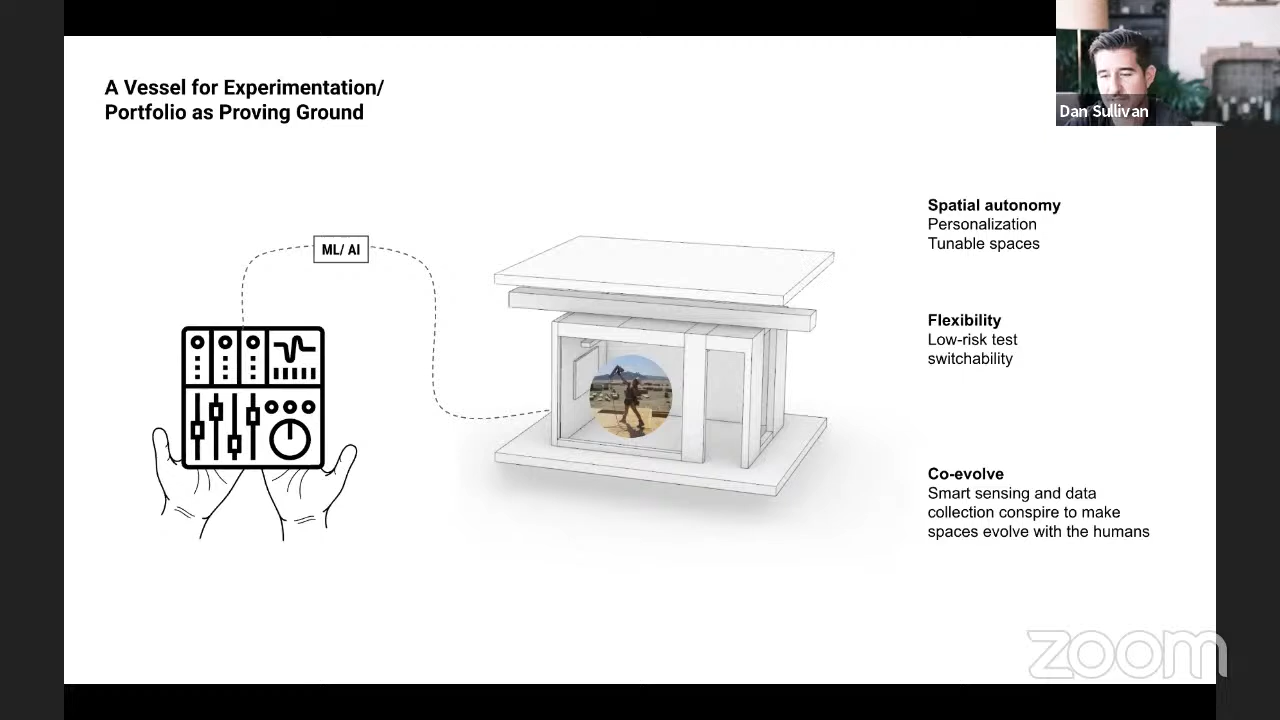 A Vessel for Experimentation/
Portfolio as Proving Ground
Dan Sullivan
ML/ AI
Spatial autonomy
Personalization
Tunable spaces
Flexibility
Low-risk test
switchability
Co-evolve
Smart sensing and data
collection conspire to make
spaces evolve with the humans
zoom